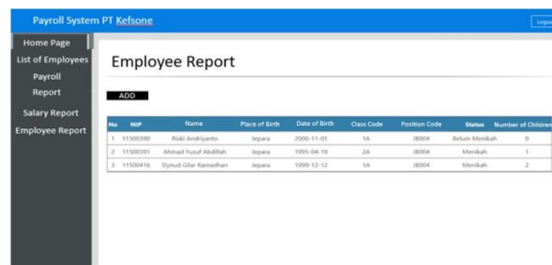 Payroll System PT Kefsone
Home Page
List of Employees
Payroll
Report
Salary Report
Employee Report
Employee Report
ADD
No NIP Name Place of Birth Date of Birth Class Code Position Code Status Number of Children
1 11500390 Riski Andriyanto Jepara 2000-11-01 1A JB004 Belum Menikah 0
2 11500391 Ahmad Yusuf Abdillah Jepara 1995-04-19 2A JB004 Menikah 1
3 11500416 Dynud Gilar Ramadhan Jepara 1999-12-12 1A JB004 Menikah 2